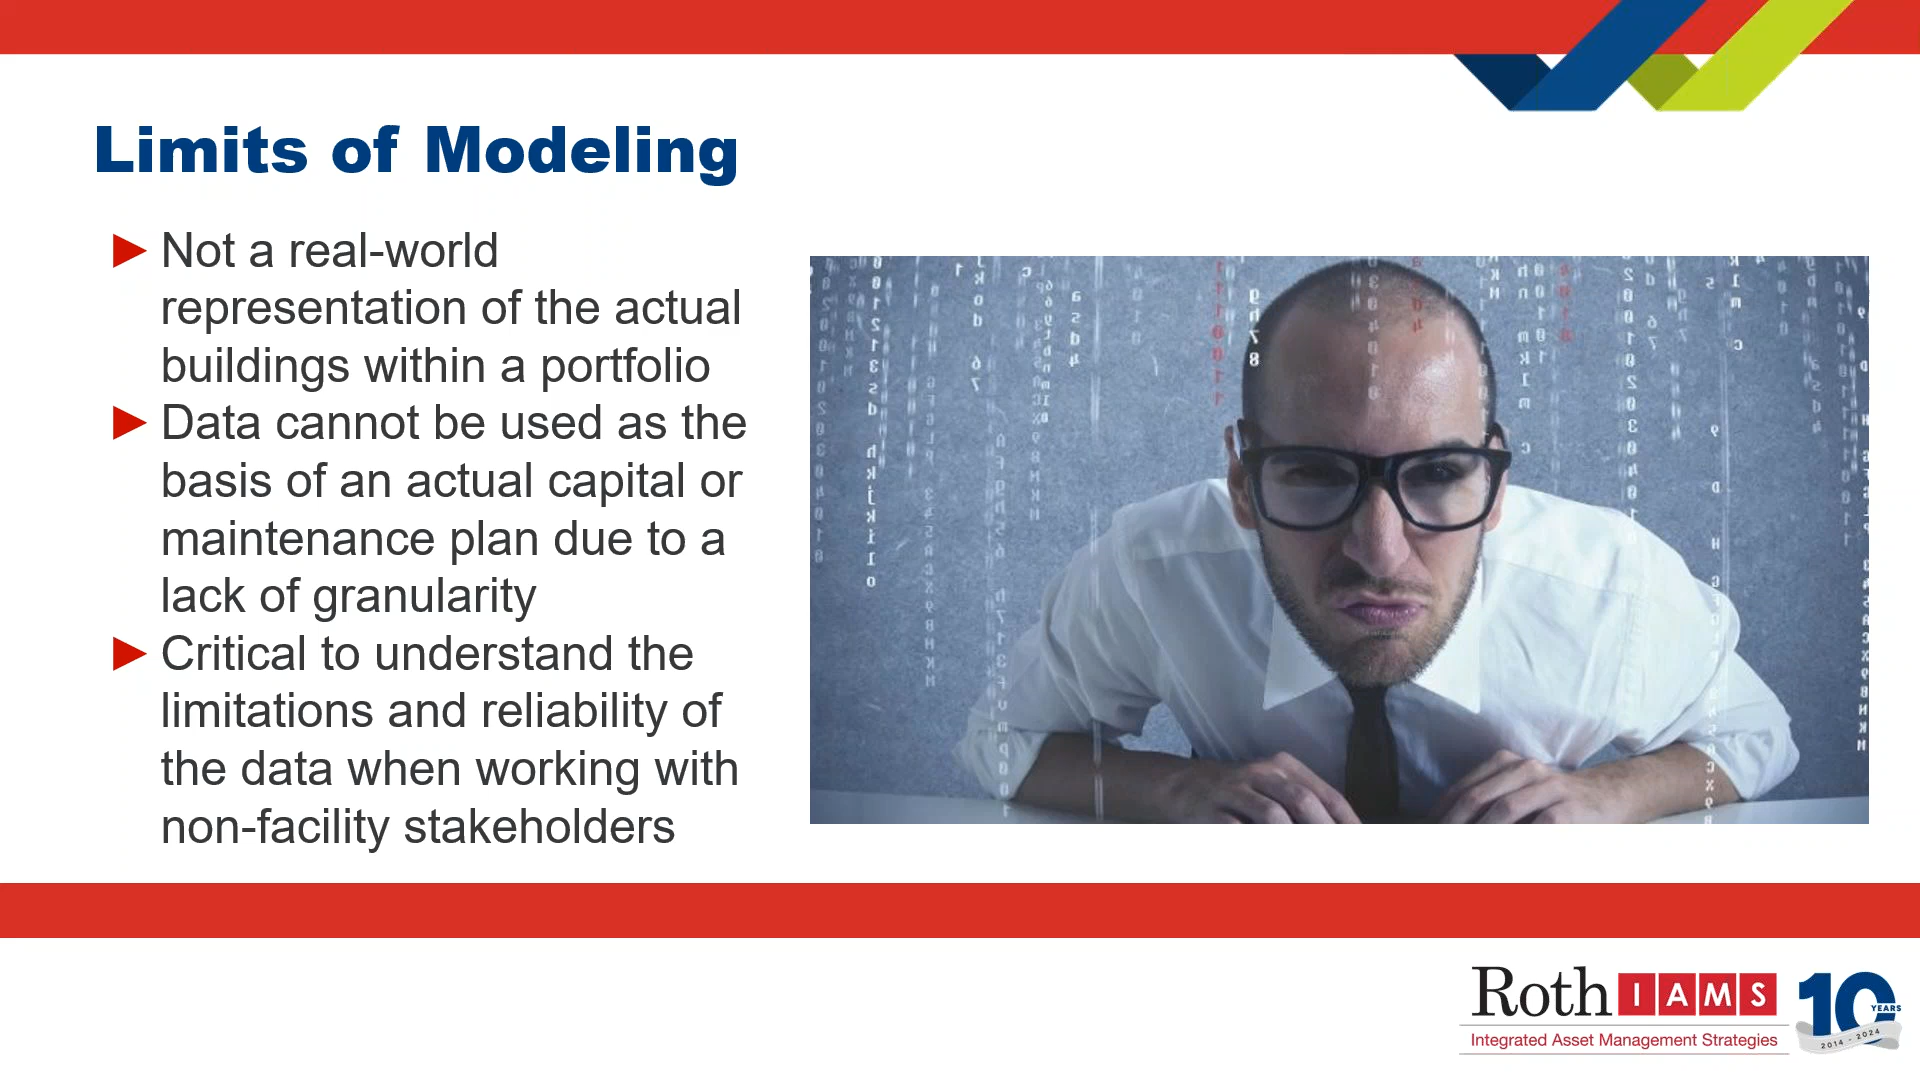 Limits of Modeling
Not a real-world
representation of the actual
buildings within a portfolio
Data cannot be used as the
basis of an actual capital or
maintenance plan due to a
lack of granularity
Critical to understand the
limitations and reliability of
the data when working with
non-facility stakeholders
Roth IAMS
Integrated Asset Management Strategies
10 YEARS
2014 - 2024